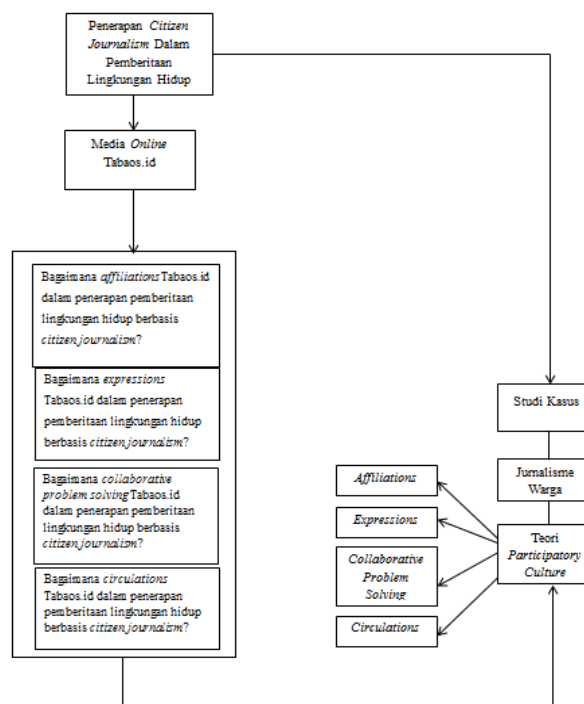 Penerapan Citizen
Journalism Dalam
Pemberitaan
Lingkungan Hidup
Media Online
Tabaos.id
Bagaimana affiliations Tabaos.id
dalam penerapan pemberitaan
lingkungan hidup berbasis
citizen journalism?
Bagaimana expressions
Tabaos.id dalam penerapan
pemberitaan lingkungan hidup
berbasis citizen journalism?
Bagaimana collaborative
problem solving Tabaos.id
dalam penerapan pemberitaan
lingkungan hidup berbasis
citizen journalism?
Bagaimana circulations
Tabaos.id dalam penerapan
pemberitaan lingkungan hidup
berbasis citizen journalism?
Studi Kasus
Jurnalisme
Warga
Teori
Participatory
Culture
Affiliations
Expressions
Collaborative
Problem
Solving
Circulations